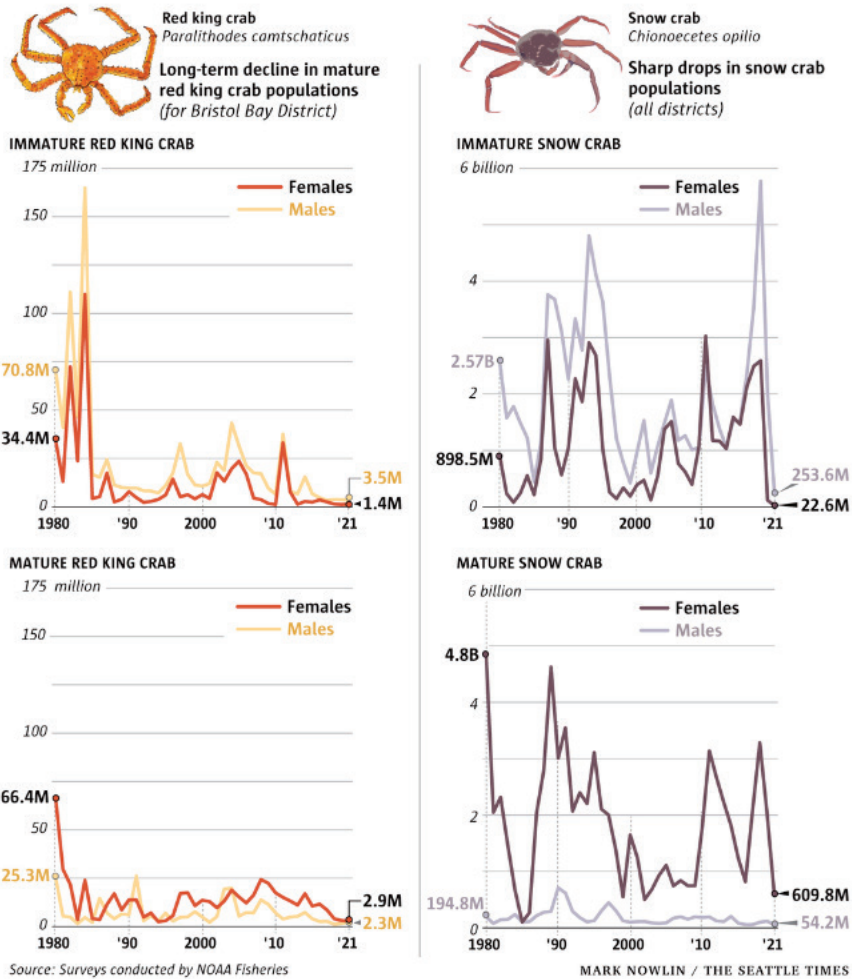 Red king crab
Paralithodes camtschaticus
Long-term decline in mature
red king crab populations
(for Bristol Bay District)
IMMATURE RED KING CRAB
175 million
Females
Males
150
100
70.8M
50
34.4M
3.5M
1.4M
0
1980 '90 2000 '10 '21
MATURE RED KING CRAB
175 million
Females
Males
150
100
66.4M
50
25.3M
2.9M
2.3M
0
1980 '90 2000 '10 '21
Snow crab
Chionoecetes opilio
Sharp drops in snow crab
populations
(all districts)
IMMATURE SNOW CRAB
6 billion
Females
Males
4
2.57B
2
898.5M
253.6M
22.6M
0
1980 '90 2000 '10 '21
MATURE SNOW CRAB
6 billion
Females
Males
4.8B
4
2
194.8M
609.8M
54.2M
0
1980 '90 2000 '10 '21
Source: Surveys conducted by NOAA Fisheries
MARK NOWLIN / THE SEATTLE TIMES